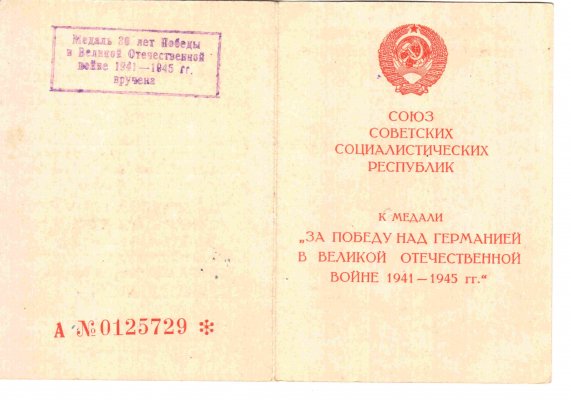 Медаль 20 лет Победы
в Великой Отечественной
войне 1941—1945 гг.
вручена
А №0125729
СОЮЗ
СОВЕТСКИХ
СОЦИАЛИСТИЧЕСКИХ
РЕСПУБЛИК
К МЕДАЛИ
„ЗА ПОБЕДУ НАД ГЕРМАНИЕЙ
В ВЕЛИКОЙ ОТЕЧЕСТВЕННОЙ
ВОЙНЕ 1941—1945 гг.“